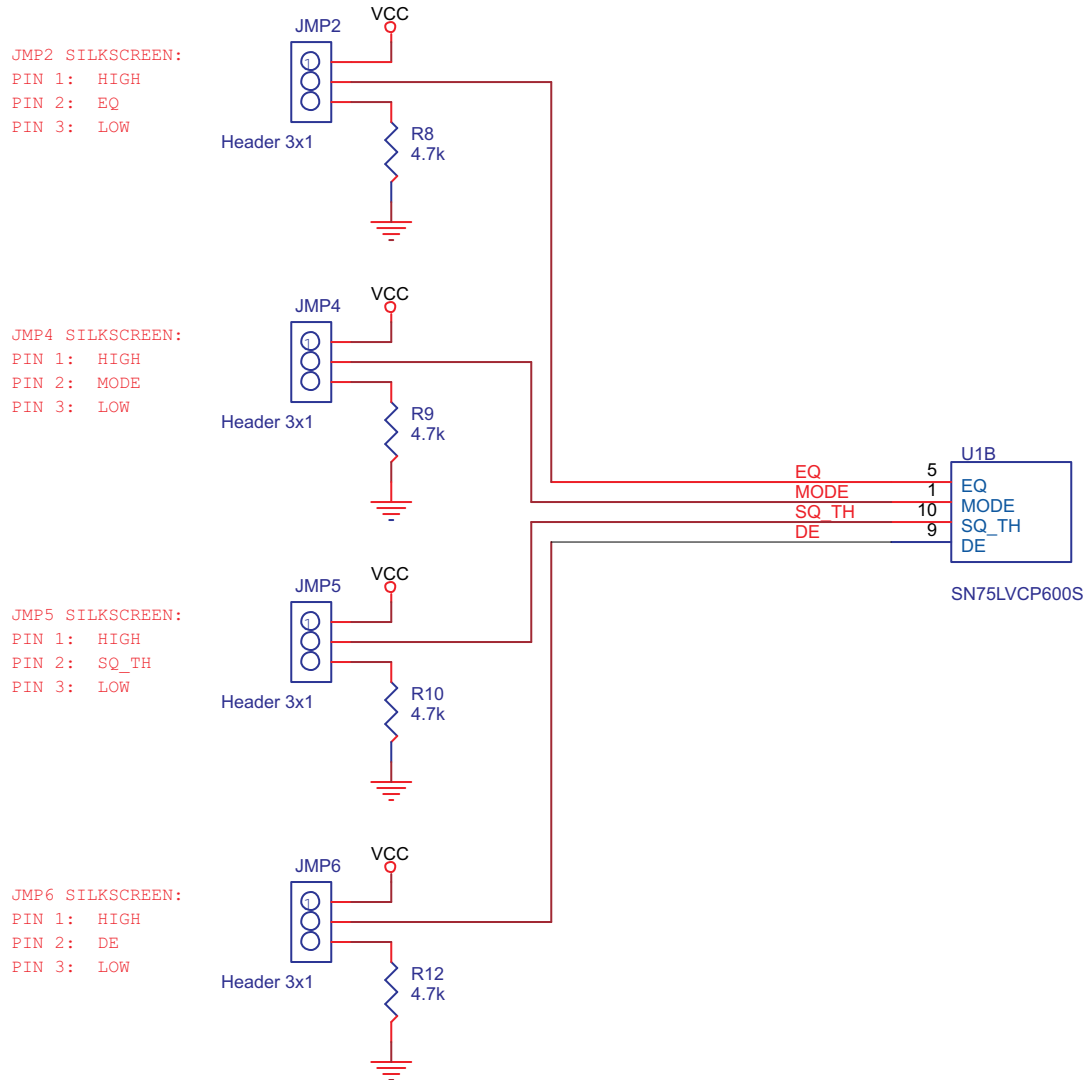 VCC
JMP2
JMP2 SILKSCREEN:
PIN 1: HIGH
PIN 2: EQ
PIN 3: LOW
1
Header 3x1
R8
4.7k
VCC
JMP4
JMP4 SILKSCREEN:
PIN 1: HIGH
PIN 2: MODE
PIN 3: LOW
1
Header 3x1
R9
4.7k
U1B
EQ 5 EQ
MODE 1 MODE
SQ_TH 10 SQ_TH
DE 9 DE
SN75LVCP600S
VCC
JMP5
JMP5 SILKSCREEN:
PIN 1: HIGH
PIN 2: SQ_TH
PIN 3: LOW
1
Header 3x1
R10
4.7k
VCC
JMP6
JMP6 SILKSCREEN:
PIN 1: HIGH
PIN 2: DE
PIN 3: LOW
1
Header 3x1
R12
4.7k